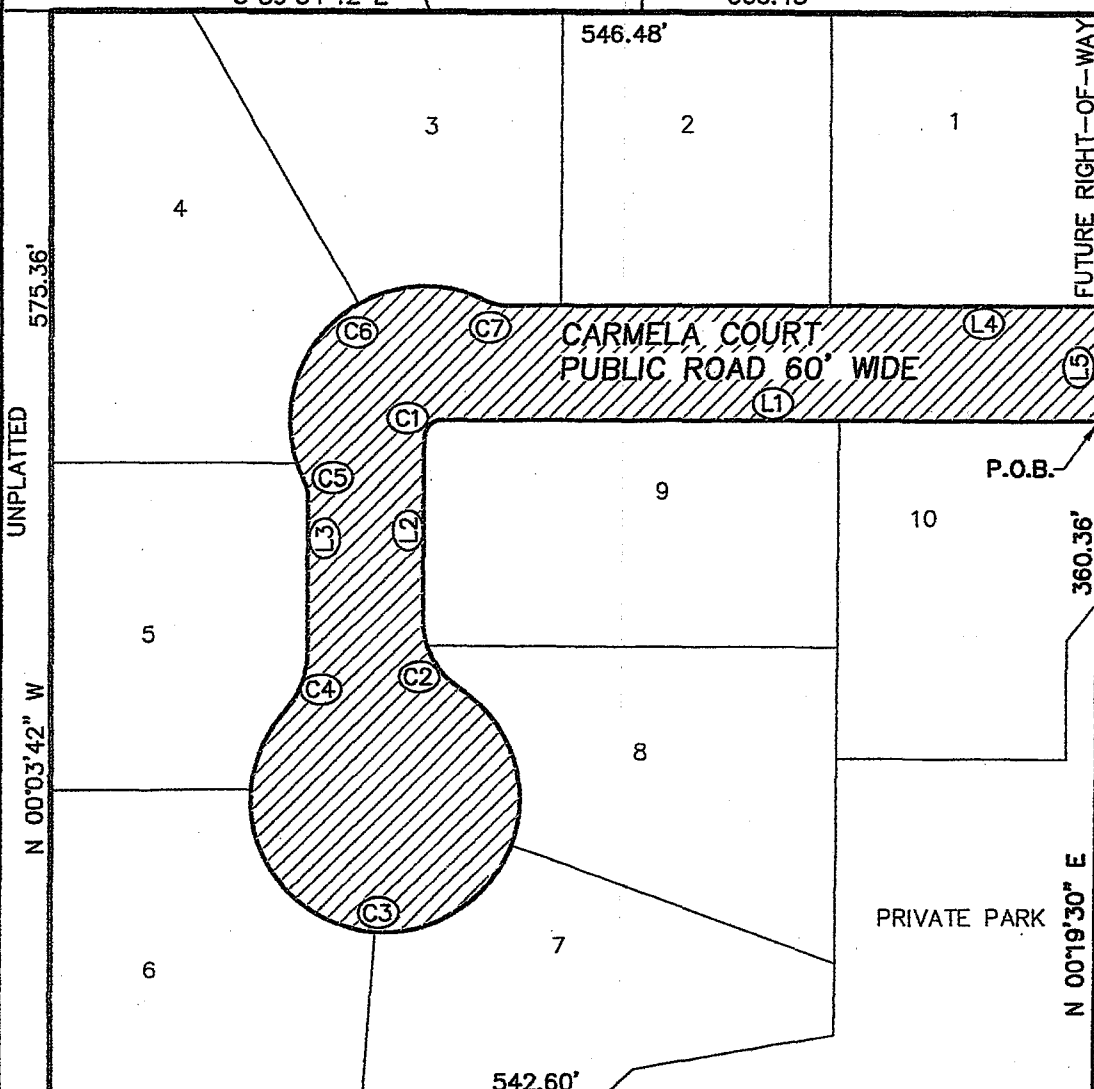 546.48'
FUTURE RIGHT-OF-WAY
3
2
1
4
575.36'
C6
C7
CARMELA COURT
PUBLIC ROAD 60' WIDE
L4
L5
L1
C1
UNPLATTED
P.O.B.
C5
9
10
L3
L2
360.36'
5
C2
C4
N 00°03'42" W
8
C3
PRIVATE PARK
N 00°19'30" E
7
6
542.60'